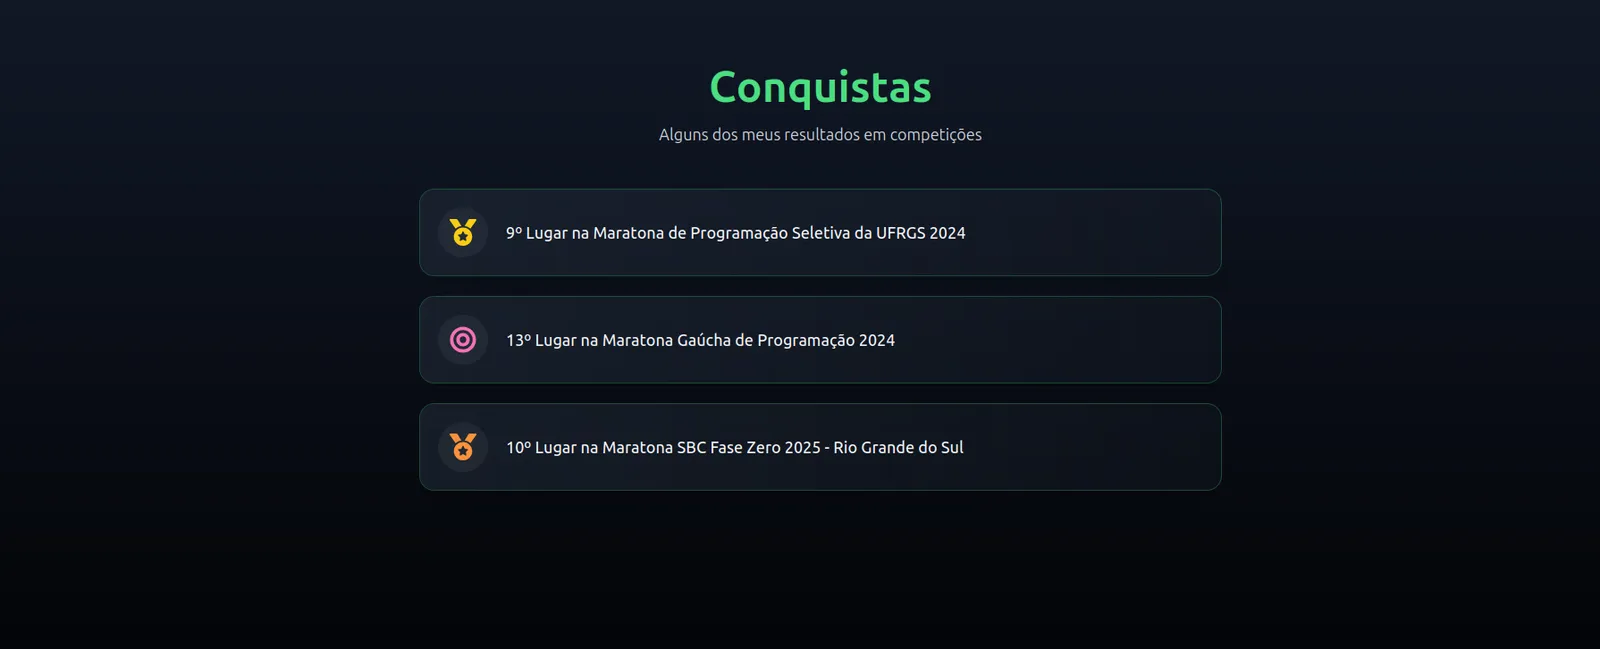 Conquistas
Alguns dos meus resultados em competições
9º Lugar na Maratona de Programação Seletiva da UFRGS 2024
13º Lugar na Maratona Gaúcha de Programação 2024
10º Lugar na Maratona SBC Fase Zero 2025 - Rio Grande do Sul